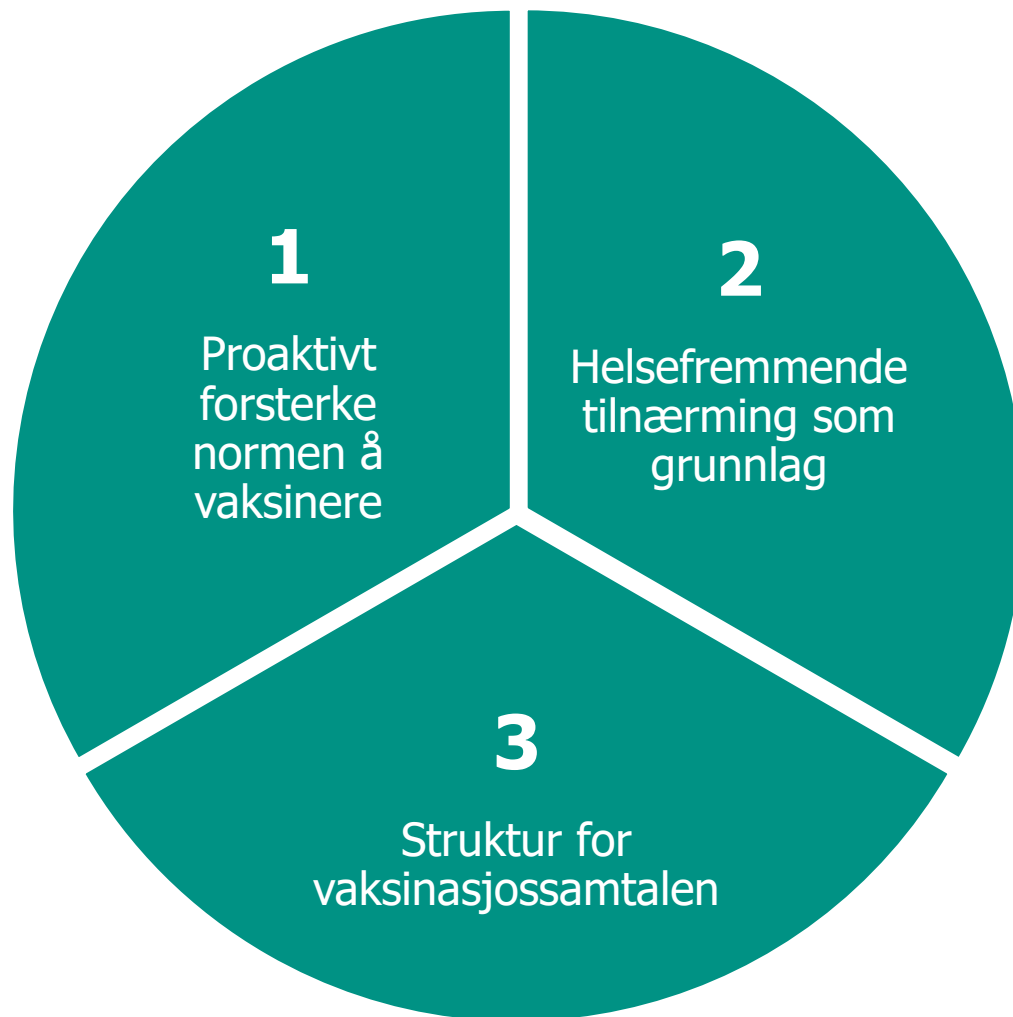 1
Proaktivt
forsterke
normen å
vaksinere
2
Helsefremmende
tilnærming som
grunnlag
3
Struktur for
vaksinasjossamtalen